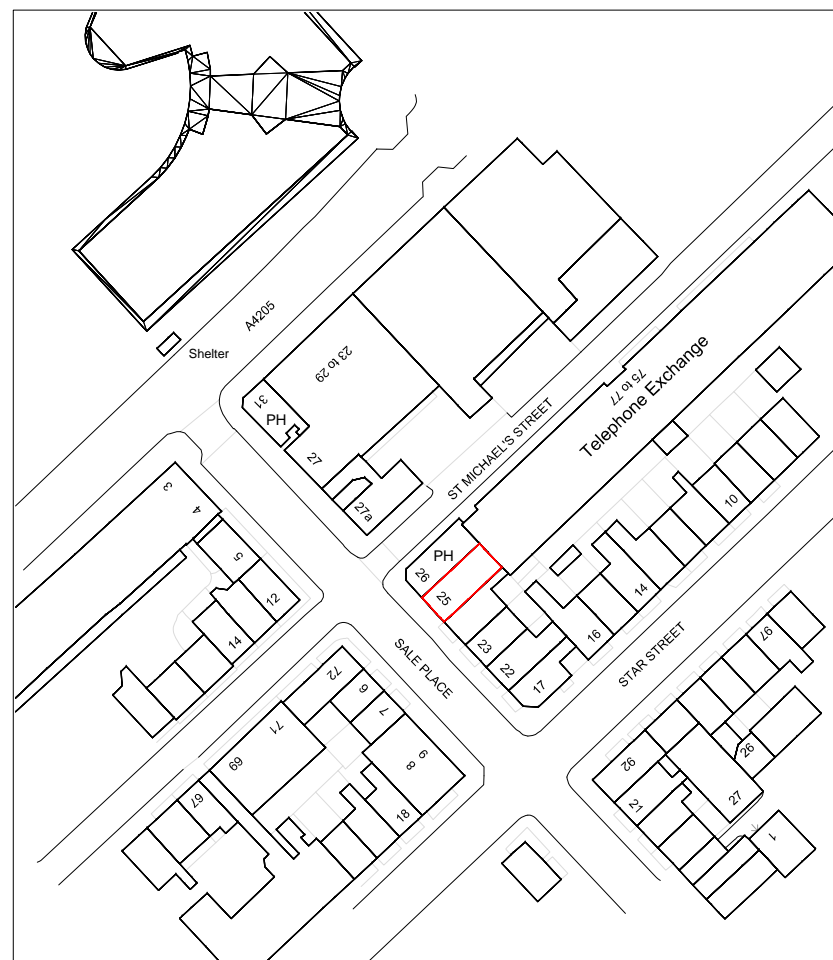 A4205
Shelter
23 to 29
31
PH
27
27a
ST MICHAEL'S STREET
75 to 77
Telephone Exchange
3
4
5
12
14
PH
26
25
23
22
17
16
14
10
SALE PLACE
STAR STREET
72
6
7
71
69
67
6 8
18
97
92
26
27
21
1